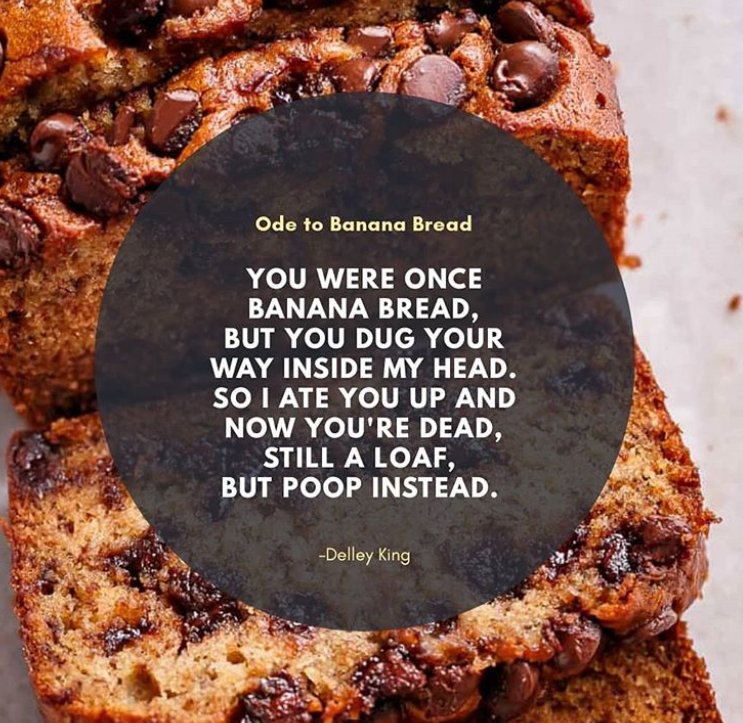 Ode to Banana Bread
YOU WERE ONCE
BANANA BREAD,
BUT YOU DUG YOUR
WAY INSIDE MY HEAD.
SO I ATE YOU UP AND
NOW YOU'RE DEAD,
STILL A LOAF,
BUT POOP INSTEAD.
-Delley King